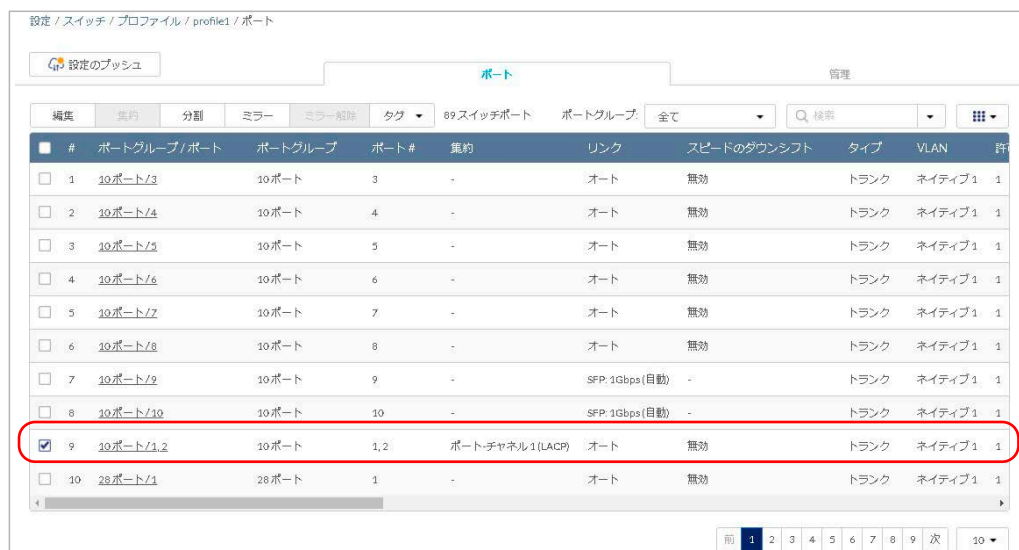 設定 / スイッチ / プロファイル / profile1 / ポート
設定のプッシュ
ポート
管理
編集 集約 分割 ミラー ミラー解除 タグ 89スイッチポート ポートグループ: 全て 検索
# ポートグループ/ポート ポートグループ ポート# 集約 リンク スピードのダウンシフト タイプ VLAN 許可
1 10ポート/3 10ポート 3 - オート 無効 トランク ネイティブ1 1
2 10ポート/4 10ポート 4 - オート 無効 トランク ネイティブ1 1
3 10ポート/5 10ポート 5 - オート 無効 トランク ネイティブ1 1
4 10ポート/6 10ポート 6 - オート 無効 トランク ネイティブ1 1
5 10ポート/7 10ポート 7 - オート 無効 トランク ネイティブ1 1
6 10ポート/8 10ポート 8 - オート 無効 トランク ネイティブ1 1
7 10ポート/9 10ポート 9 - SFP: 1Gbps(自動) - トランク ネイティブ1 1
8 10ポート/10 10ポート 10 - SFP: 1Gbps(自動) - トランク ネイティブ1 1
9 10ポート/1,2 10ポート 1,2 ポート-チャネル1(LACP) オート 無効 トランク ネイティブ1 1
10 28ポート/1 28ポート 1 - オート 無効 トランク ネイティブ1 1
前 1 2 3 4 5 6 7 8 9 次 10